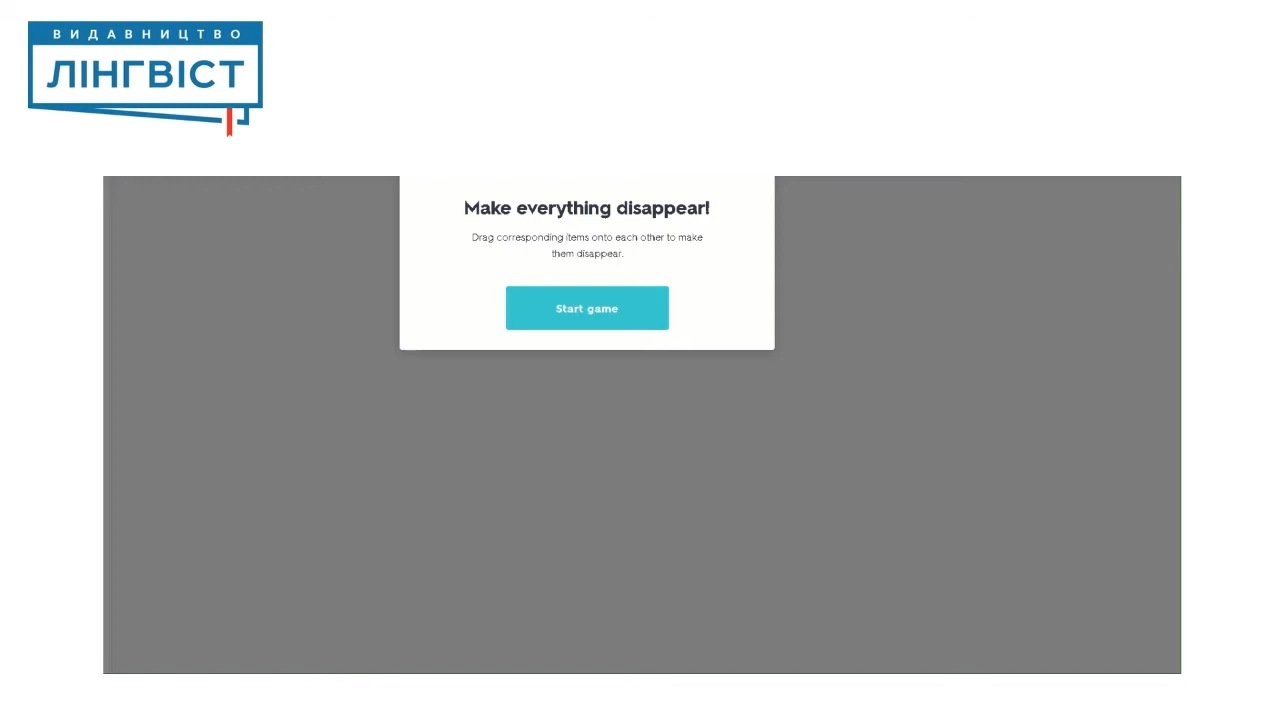 ВИДАВНИЦТВО
ЛІНГВІСТ
Make everything disappear!
Drag corresponding items onto each other to make
them disappear.
Start game